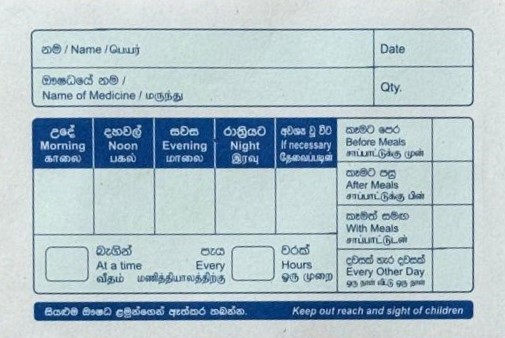 නම / Name / பெயர் Date
ඖෂධයේ නම /
Name of Medicine / மருந்து Qty.
උදේ දහවල් සවස රාත්‍රියට අවශ්‍ය වූ විට
Morning Noon Evening Night If necessary
காலை பகல் மாலை இரவு தேவைப்படின்
කෑමට පෙර
Before Meals
சாப்பாட்டுக்கு முன்
කෑමට පසු
After Meals
சாப்பாட்டுக்கு பின்
කෑමත් සමඟ
With Meals
சாப்பாட்டுடன்
දවසක් හැර දවසක්
Every Other Day
ஒரு நாள் விட்டு ஒரு நாள்
බැගින් පැය වරක්
At a time Every Hours
வீதம் மணித்தியாலத்திற்கு ஒரு முறை
සියළුම ඖෂධ ළමුන්ගෙන් ඈත්කර තබන්න. Keep out reach and sight of children